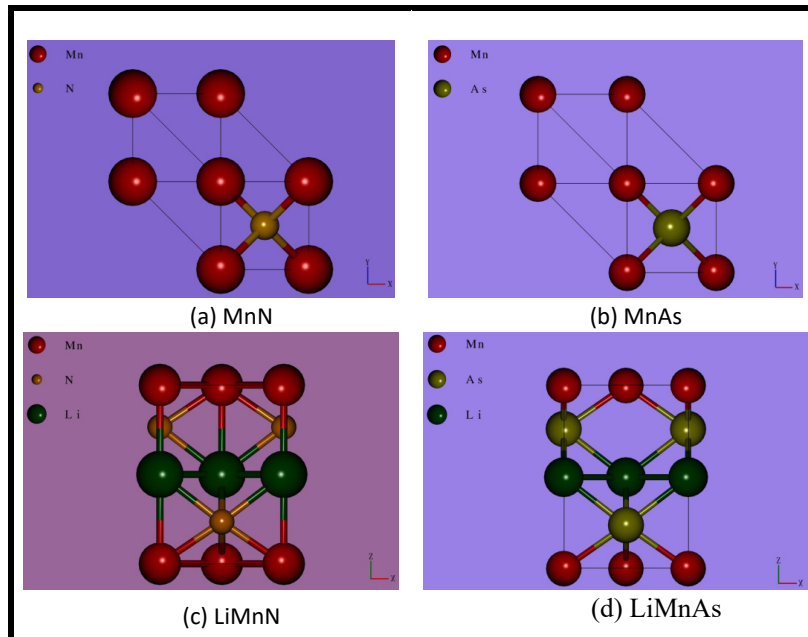 Mn
N
Y
X
(a) MnN
Mn
As
Y
X
(b) MnAs
Mn
N
Li
Z
X
(c) LiMnN
Mn
As
Li
Z
X
(d) LiMnAs